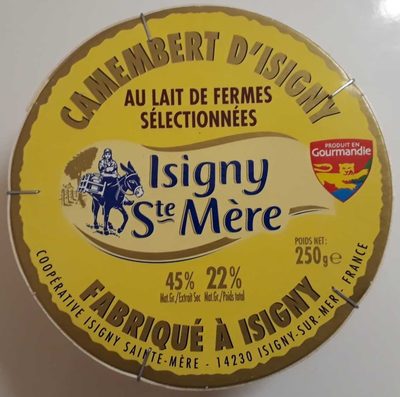 CAMEMBERT D'ISIGNY
AU LAIT DE FERMES
SÉLECTIONNÉES
PRODUIT EN
Gourmandie
Isigny
Ste Mère
POIDS NET:
250g e
45% 22%
Mat.Gr./Extrait Sec Mat.Gr./Poids total
FABRIQUÉ À ISIGNY
COOPÉRATIVE ISIGNY SAINTE-MÈRE - 14230 ISIGNY-SUR-MER - FRANCE